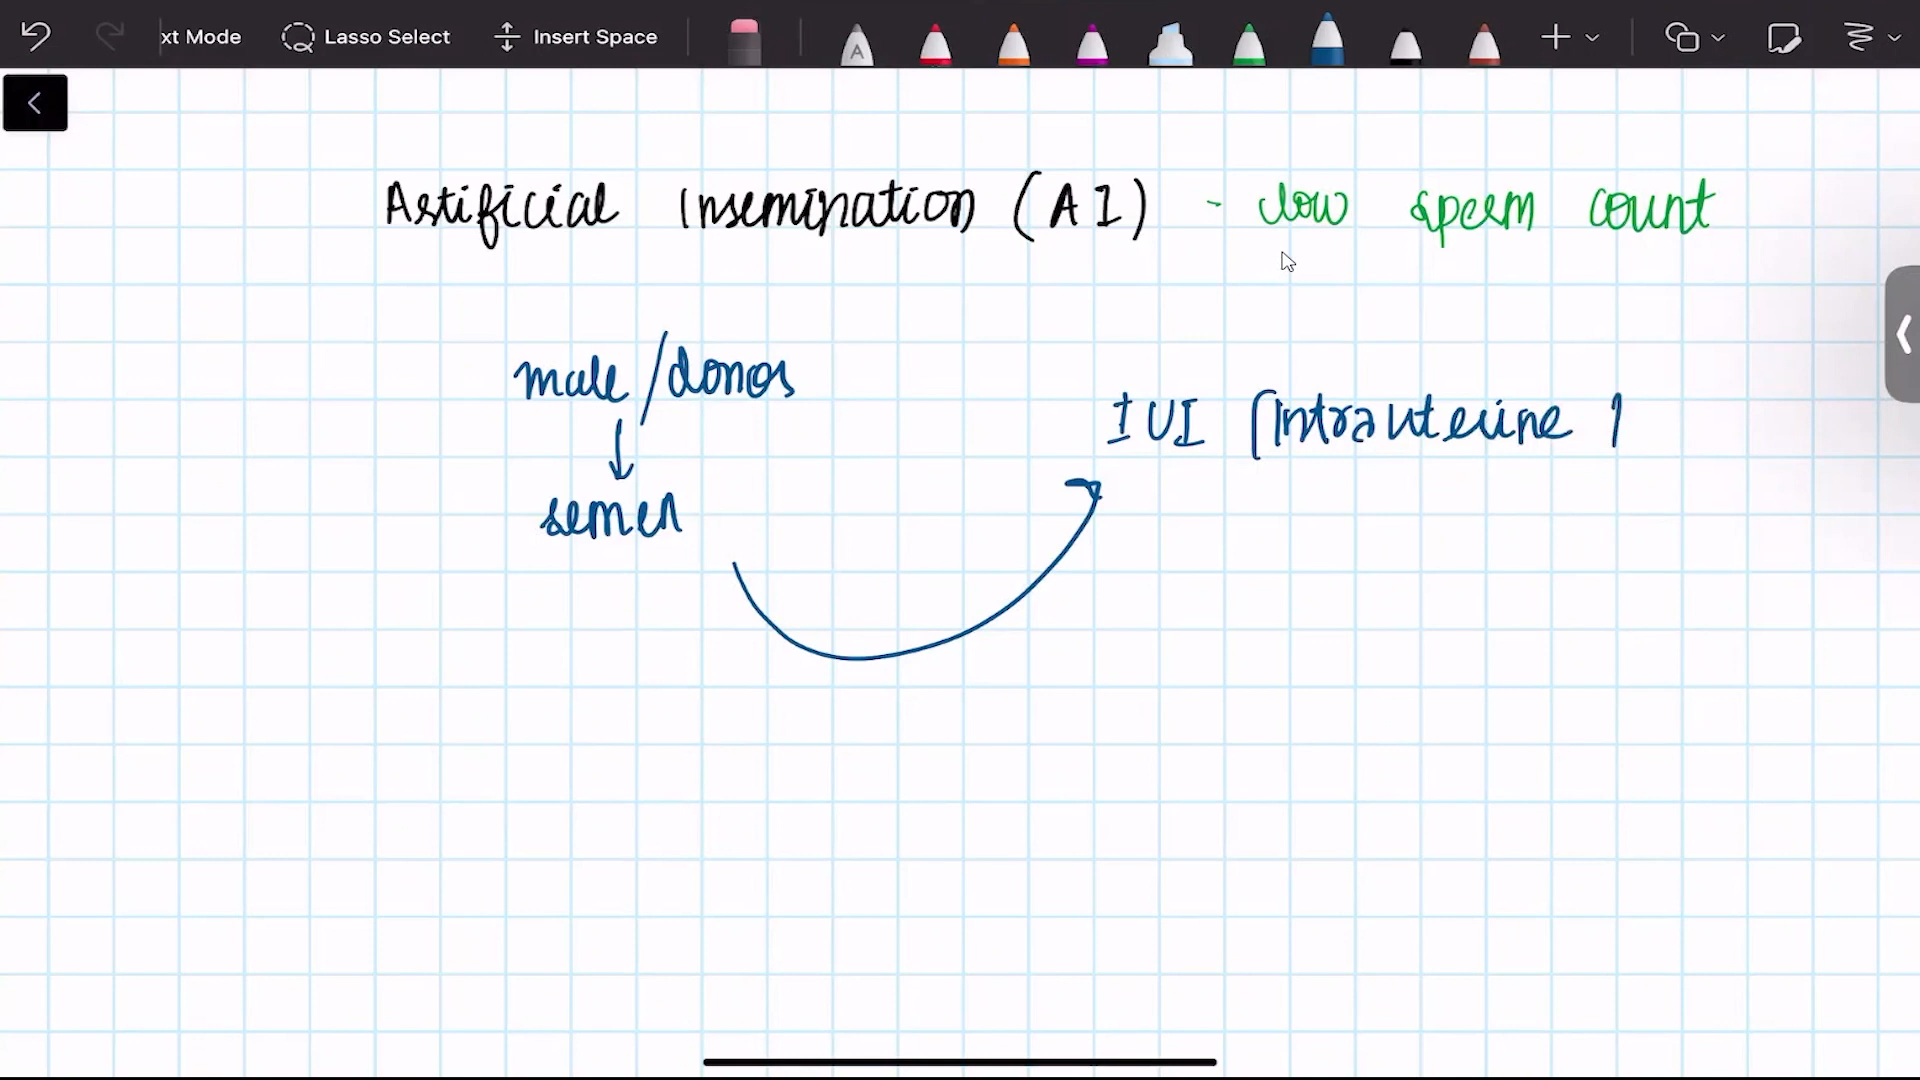 xt Mode Lasso Select Insert Space
A
Artificial Insemination (AI) - low sperm count
male/donor
IUI (Intrauterine I
semen